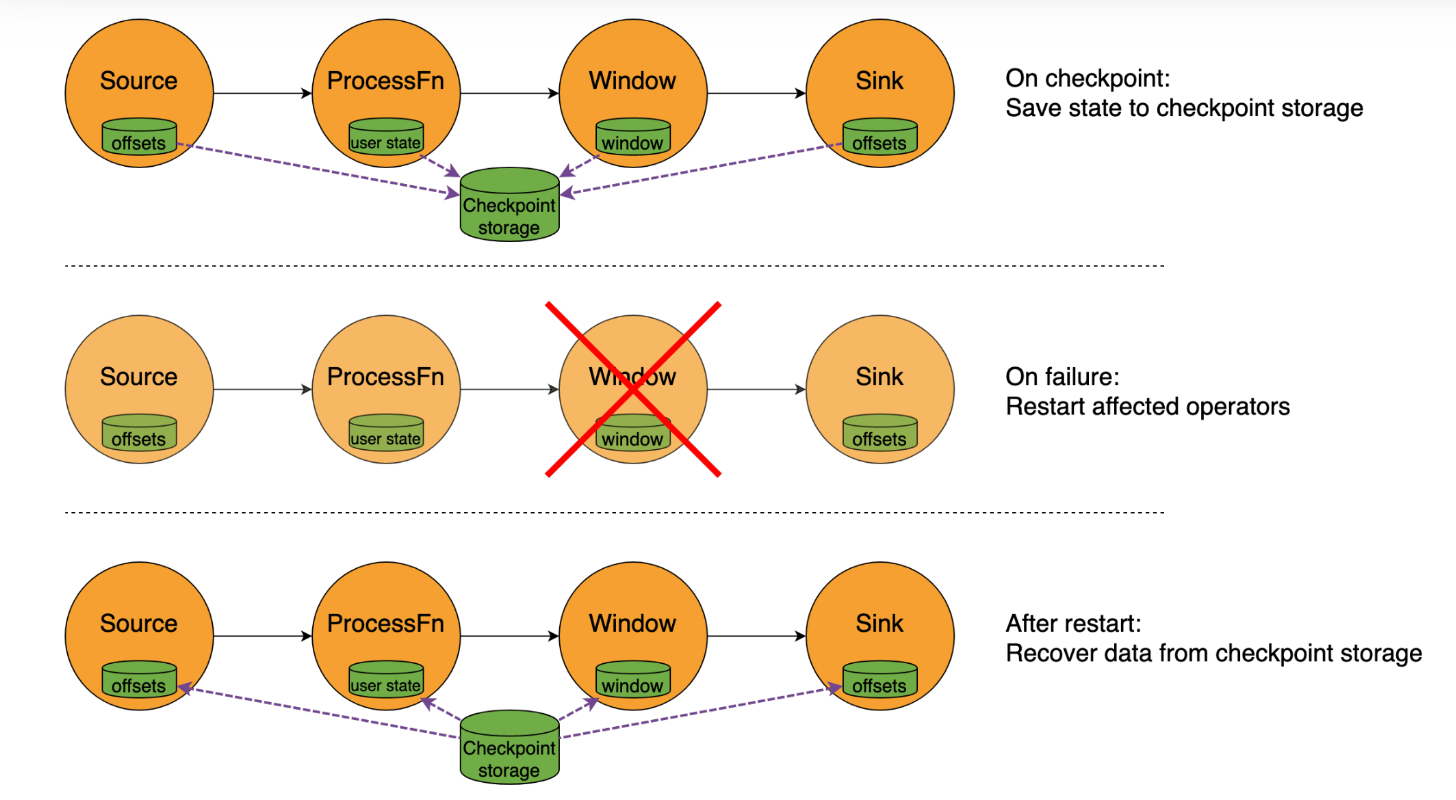 Source
ProcessFn
Window
Sink
offsets
user state
window
offsets
Checkpoint
storage
On checkpoint:
Save state to checkpoint storage
Source
ProcessFn
Window
Sink
offsets
user state
window
offsets
On failure:
Restart affected operators
Source
ProcessFn
Window
Sink
offsets
user state
window
offsets
Checkpoint
storage
After restart:
Recover data from checkpoint storage